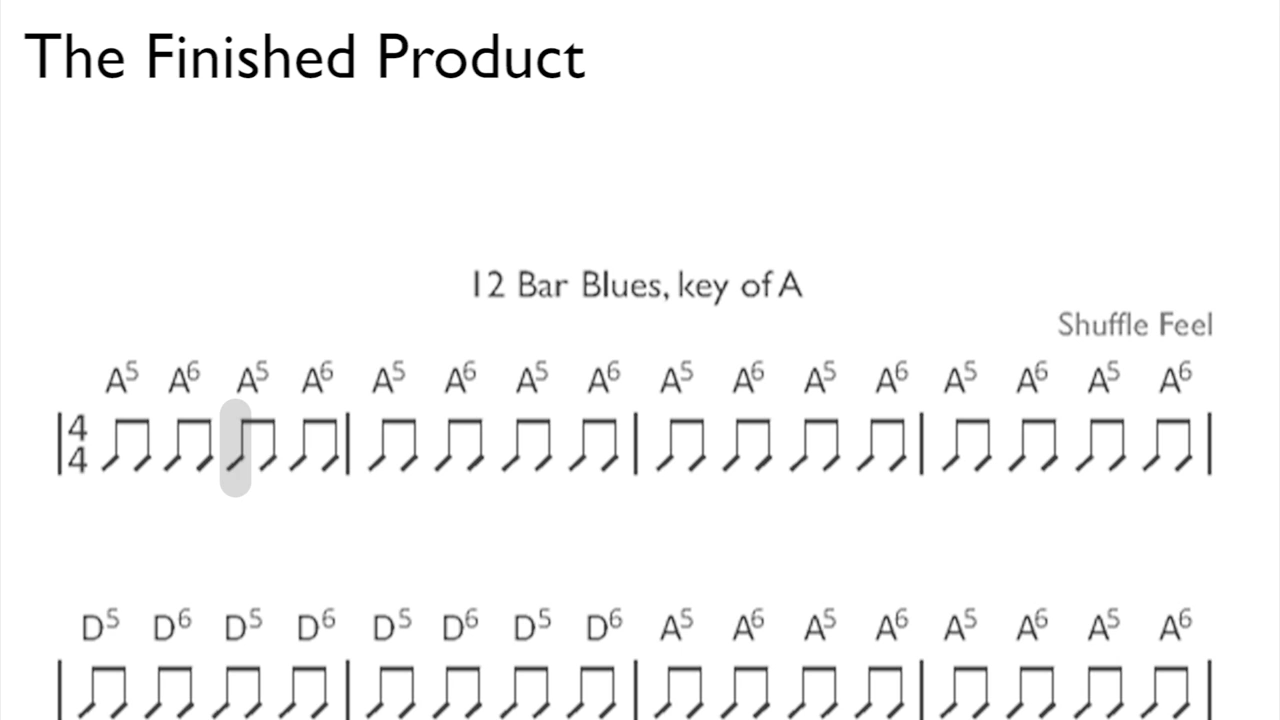 The Finished Product
12 Bar Blues, key of A
Shuffle Feel
A5 A6 A5 A6 A5 A6 A5 A6 A5 A6 A5 A6 A5 A6 A5 A6
4
4
D5 D6 D5 D6 D5 D6 D5 D6 A5 A6 A5 A6 A5 A6 A5 A6